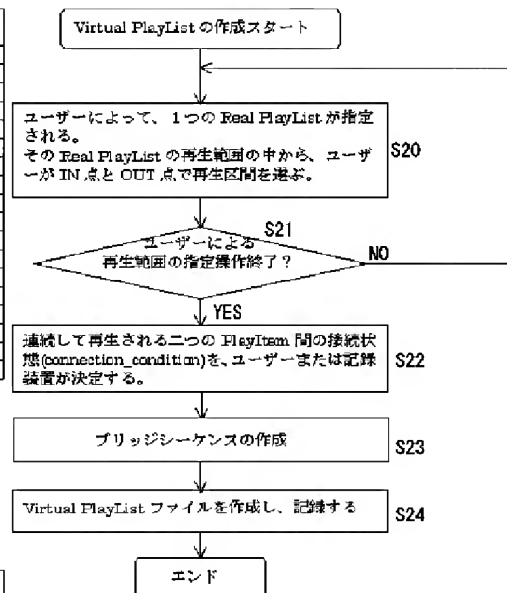 Virtual PlayList の作成スタート
ユーザーによって、1つの Real PlayList が指定
される。
その Real PlayList の再生範囲の中から、ユーザ
ーが IN 点と OUT 点で再生区間を選ぶ。
S20
S21
ユーザーによる
再生範囲の指定操作終了？
NO
YES
連続して再生される二つの PlayItem 間の接続状
態(connection_condition)を、ユーザーまたは記録
装置が決定する。
S22
ブリッジシーケンスの作成
S23
Virtual PlayList ファイルを作成し、記録する
S24
エンド